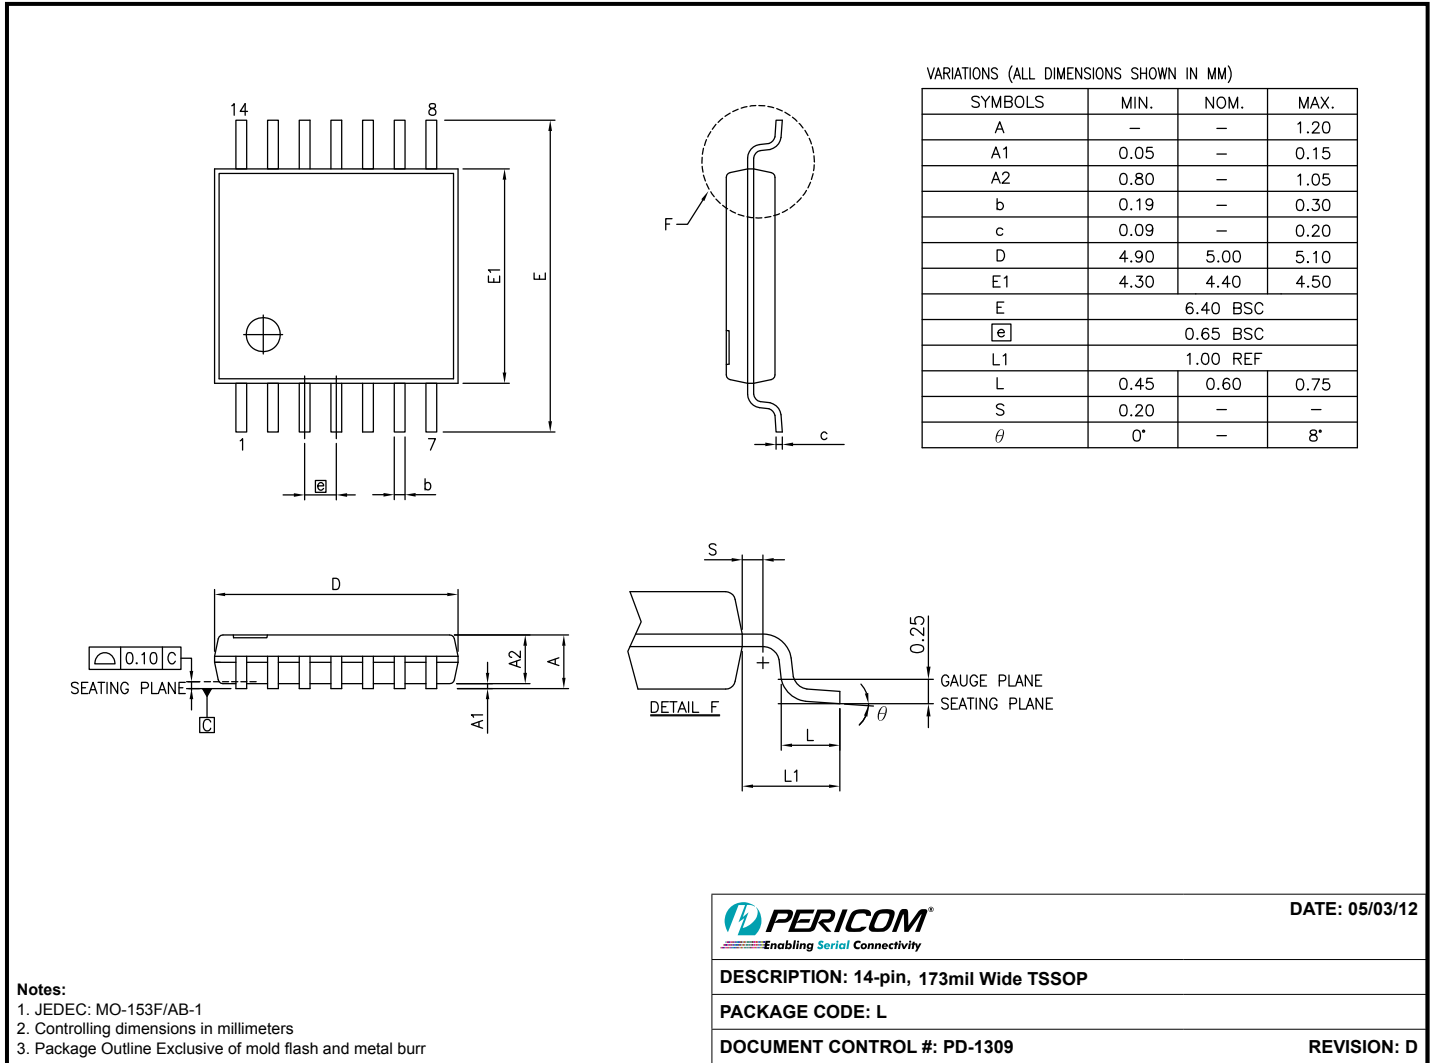 VARIATIONS (ALL DIMENSIONS SHOWN IN MM)
SYMBOLS MIN. NOM. MAX.
A – – 1.20
A1 0.05 – 0.15
A2 0.80 – 1.05
b 0.19 – 0.30
c 0.09 – 0.20
D 4.90 5.00 5.10
E1 4.30 4.40 4.50
E 6.40 BSC
e 0.65 BSC
L1 1.00 REF
L 0.45 0.60 0.75
S 0.20 – –
θ 0° – 8°
14 8
E1
E
1 7
e
b
F
c
D
A2
A
A1
0.10 C
SEATING PLANE
C
S
0.25
GAUGE PLANE
SEATING PLANE
θ
DETAIL F
L
L1
PERICOM®
Enabling Serial Connectivity
DATE: 05/03/12
DESCRIPTION: 14-pin, 173mil Wide TSSOP
PACKAGE CODE: L
DOCUMENT CONTROL #: PD-1309
REVISION: D
Notes:
1. JEDEC: MO-153F/AB-1
2. Controlling dimensions in millimeters
3. Package Outline Exclusive of mold flash and metal burr